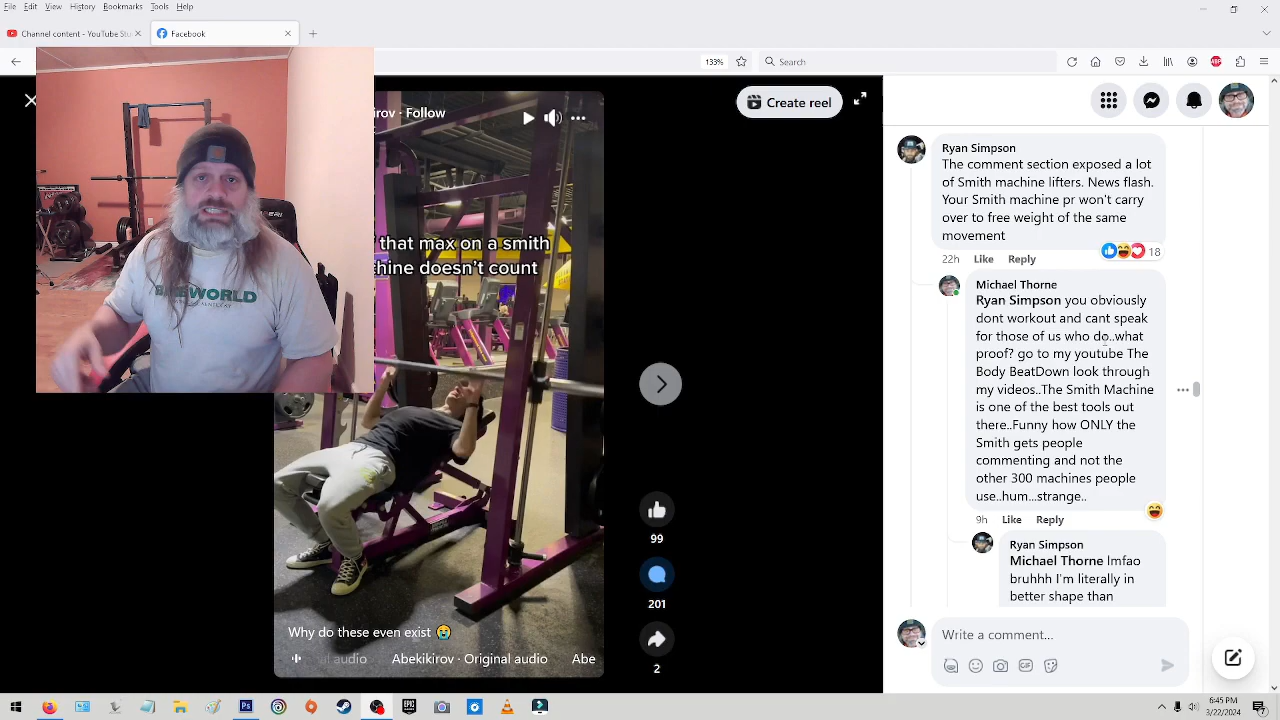 File Edit View History Bookmarks Tools Help
Channel content - YouTube Stu
Facebook
133%
Search
irov · Follow
Create reel
that max on a smith
hine doesn't count
Why do these even exist 😭
al audio Abekikirov · Original audio Abe
99
201
2
Ryan Simpson
The comment section exposed a lot
of Smith machine lifters. News flash.
Your Smith machine pr won't carry
over to free weight of the same
movement
22h Like Reply 18
Michael Thorne
Ryan Simpson you obviously
dont workout and cant speak
for those of us who do..what
proof? go to my youtube The
Body BeatDown look through
my videos..The Smith Machine
is one of the best tools out
there..Funny how ONLY the
Smith gets people
commenting and not the
other 300 machines people
use..hum...strange..
9h Like Reply
Ryan Simpson
Michael Thorne lmfao
bruhhh I'm literally in
better shape than
Write a comment...
GIF
6:45 PM
3/22/2024